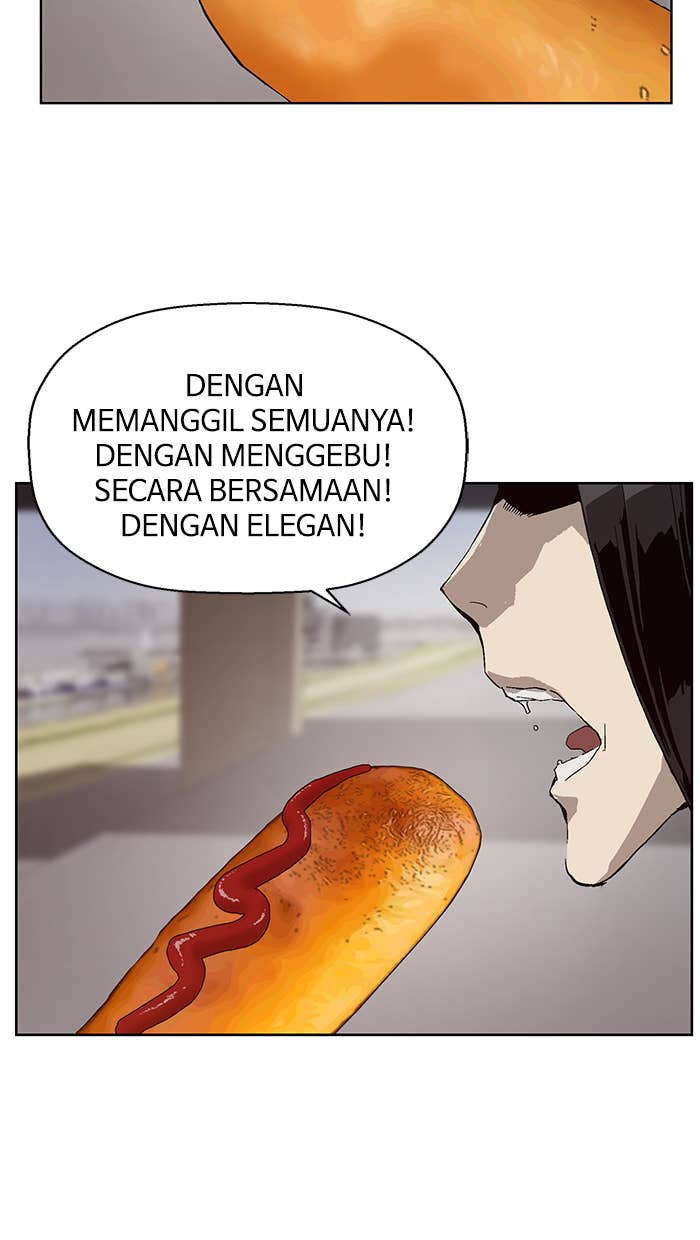 DENGAN
MEMANGGIL SEMUANYA!
DENGAN MENGGEBU!
SECARA BERSAMAAN!
DENGAN ELEGAN!